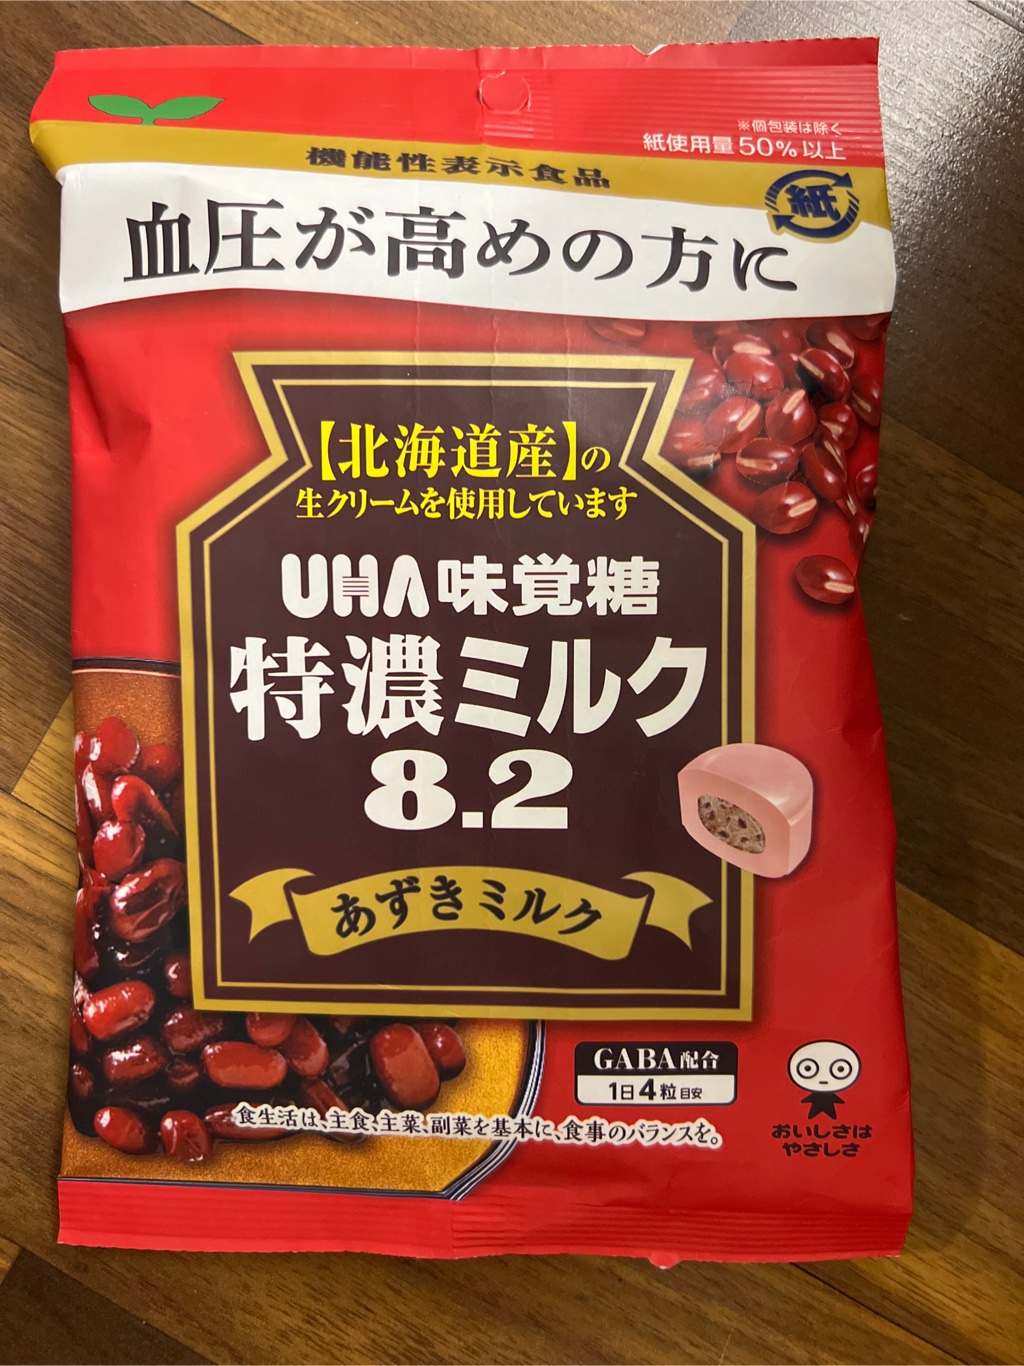 ※個包装は除く
紙使用量50%以上
紙
機能性表示食品
血圧が高めの方に
【北海道産】の
生クリームを使用しています
UHA味覚糖
特濃ミルク
8.2
あずきミルク
GABA配合
1日4粒目安
食生活は、主食、主菜、副菜を基本に、食事のバランスを。
おいしさは
やさしさ